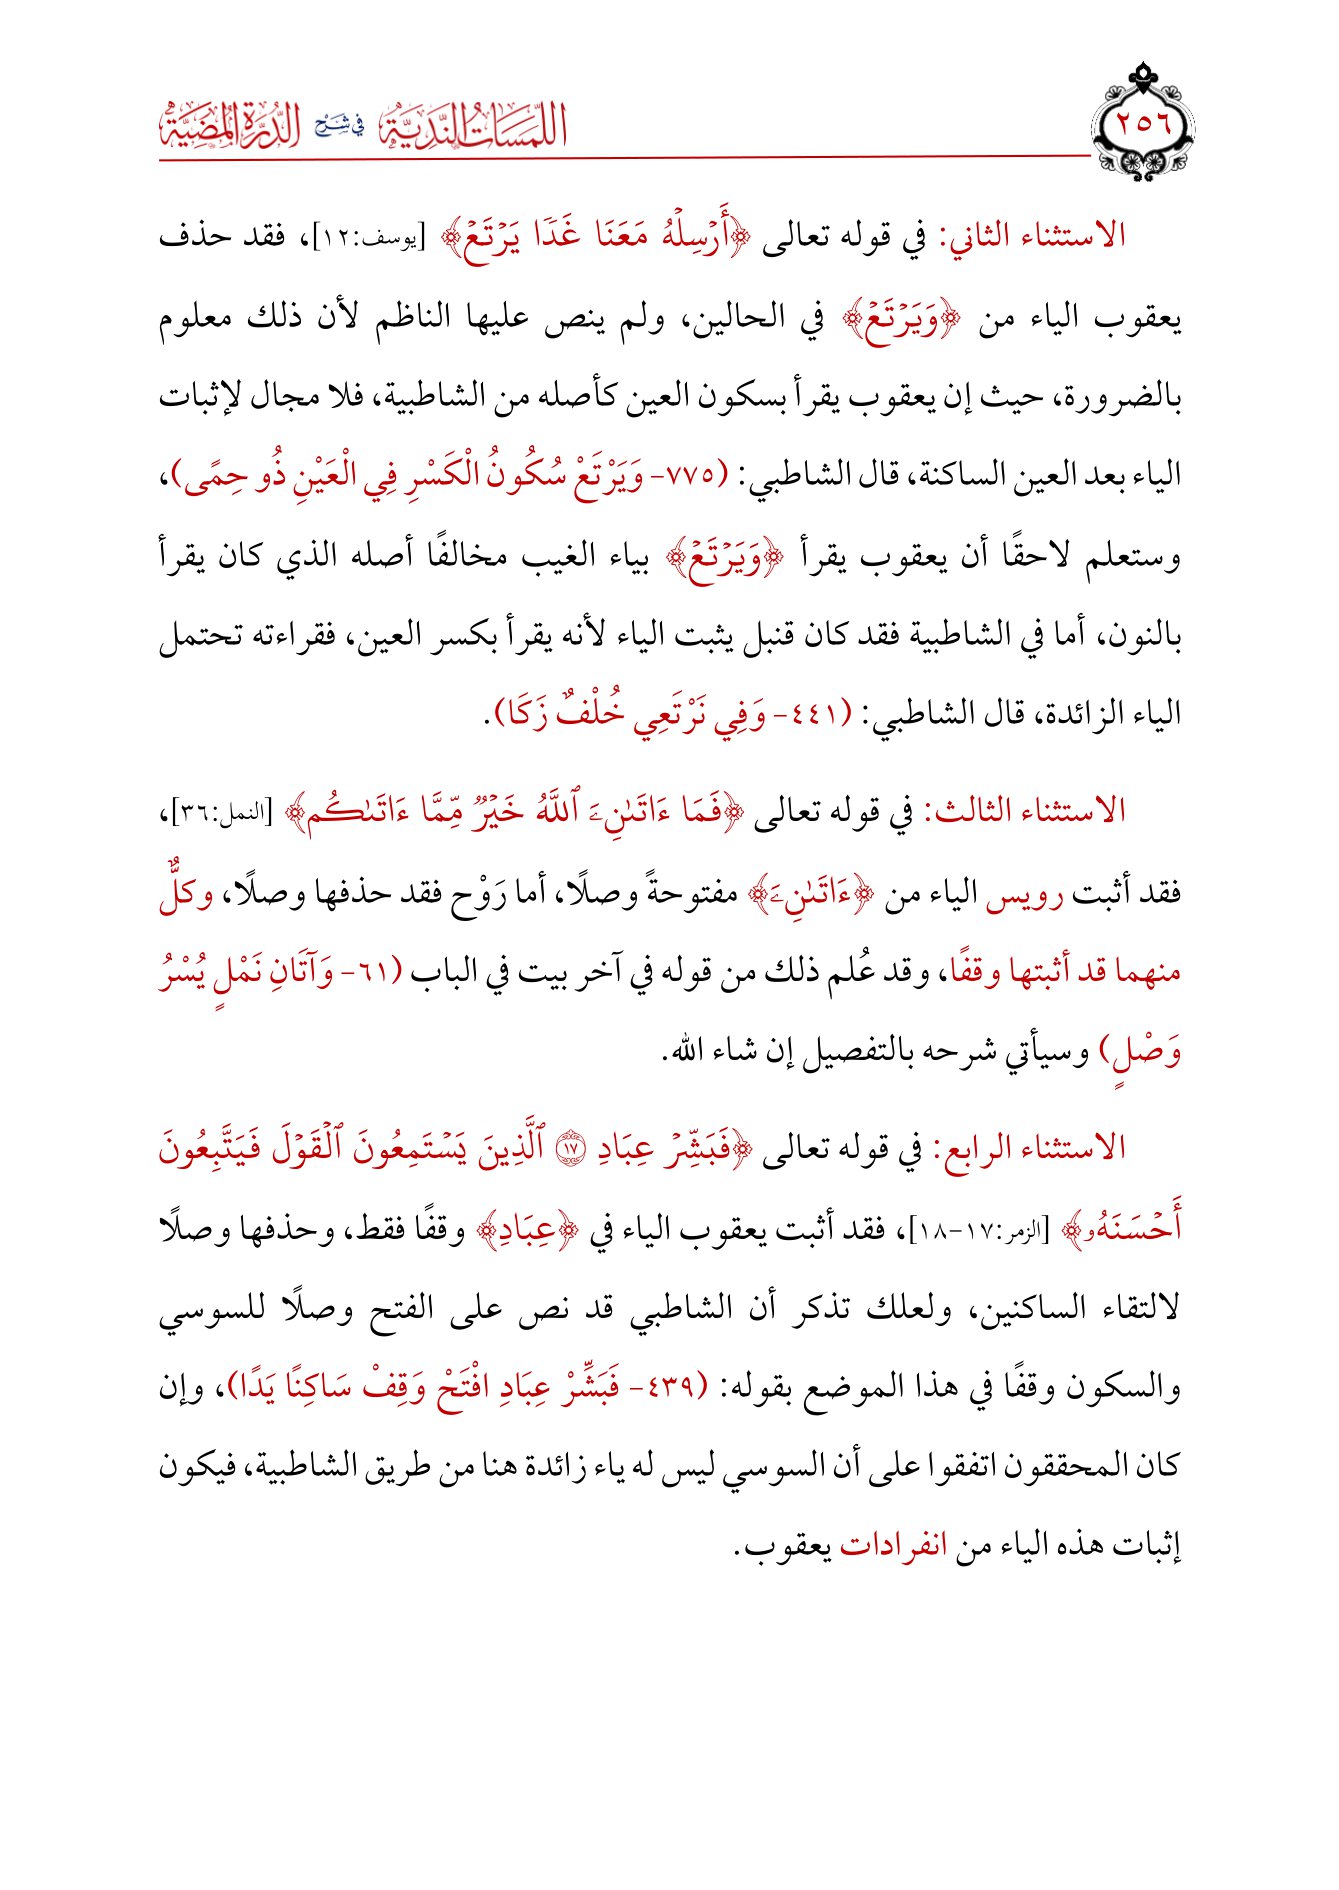 ٢٥٦
اللَّمَسَاتُ النَّدِيَّةُ في شَرْحِ الدُّرَّةِ المُضِيَّةِ
الاستثناء الثاني: في قوله تعالى ﴿أَرۡسِلۡهُ مَعَنَا غَدٗا يَرۡتَعۡ﴾ [يوسف:١٢]، فقد حذف
يعقوب الياء من ﴿وَيَرۡتَعۡ﴾ في الحالين، ولم ينص عليها الناظم لأن ذلك معلوم
بالضرورة، حيث إن يعقوب يقرأ بسكون العين كأصله من الشاطبية، فلا مجال لإثبات
الياء بعد العين الساكنة، قال الشاطبي: (٧٧٥- وَيَرْتَعْ سُكُونُ الْكَسْرِ فِي الْعَيْنِ ذُو حِمًى)،
وستعلم لاحقًا أن يعقوب يقرأ ﴿وَيَرۡتَعۡ﴾ بياء الغيب مخالفًا أصله الذي كان يقرأ
بالنون، أما في الشاطبية فقد كان قنبل يثبت الياء لأنه يقرأ بكسر العين، فقراءته تحتمل
الياء الزائدة، قال الشاطبي: (٤٤١- وَفِي نَرْتَعِي خُلْفٌ زَكَا).
الاستثناء الثالث: في قوله تعالى ﴿فَمَا ءَاتَىٰنِۦَ ٱللَّهُ خَيۡرٞ مِّمَّا ءَاتَىٰكُم﴾ [النمل:٣٦]،
فقد أثبت رويس الياء من ﴿ءَاتَىٰنِۦَ﴾ مفتوحةً وصلًا، أما رَوْح فقد حذفها وصلًا، وكلٌّ
منهما قد أثبتها وقفًا، وقد عُلم ذلك من قوله في آخر بيت في الباب (٦١- وَآتَانِ نَمْلٍ يُسْرُ
وَصْلٍ) وسيأتي شرحه بالتفصيل إن شاء الله.
الاستثناء الرابع: في قوله تعالى ﴿فَبَشِّرۡ عِبَادِ ١٧ ٱلَّذِينَ يَسۡتَمِعُونَ ٱلۡقَوۡلَ فَيَتَّبِعُونَ
أَحۡسَنَهُۥ﴾ [الزمر:١٧-١٨]، فقد أثبت يعقوب الياء في ﴿عِبَادِ﴾ وقفًا فقط، وحذفها وصلًا
لالتقاء الساكنين، ولعلك تذكر أن الشاطبي قد نص على الفتح وصلًا للسوسي
والسكون وقفًا في هذا الموضع بقوله: (٤٣٩- فَبَشِّرْ عِبَادِ افْتَحْ وَقِفْ سَاكِنًا يَدًا)، وإن
كان المحققون اتفقوا على أن السوسي ليس له ياء زائدة هنا من طريق الشاطبية، فيكون
إثبات هذه الياء من انفرادات يعقوب.